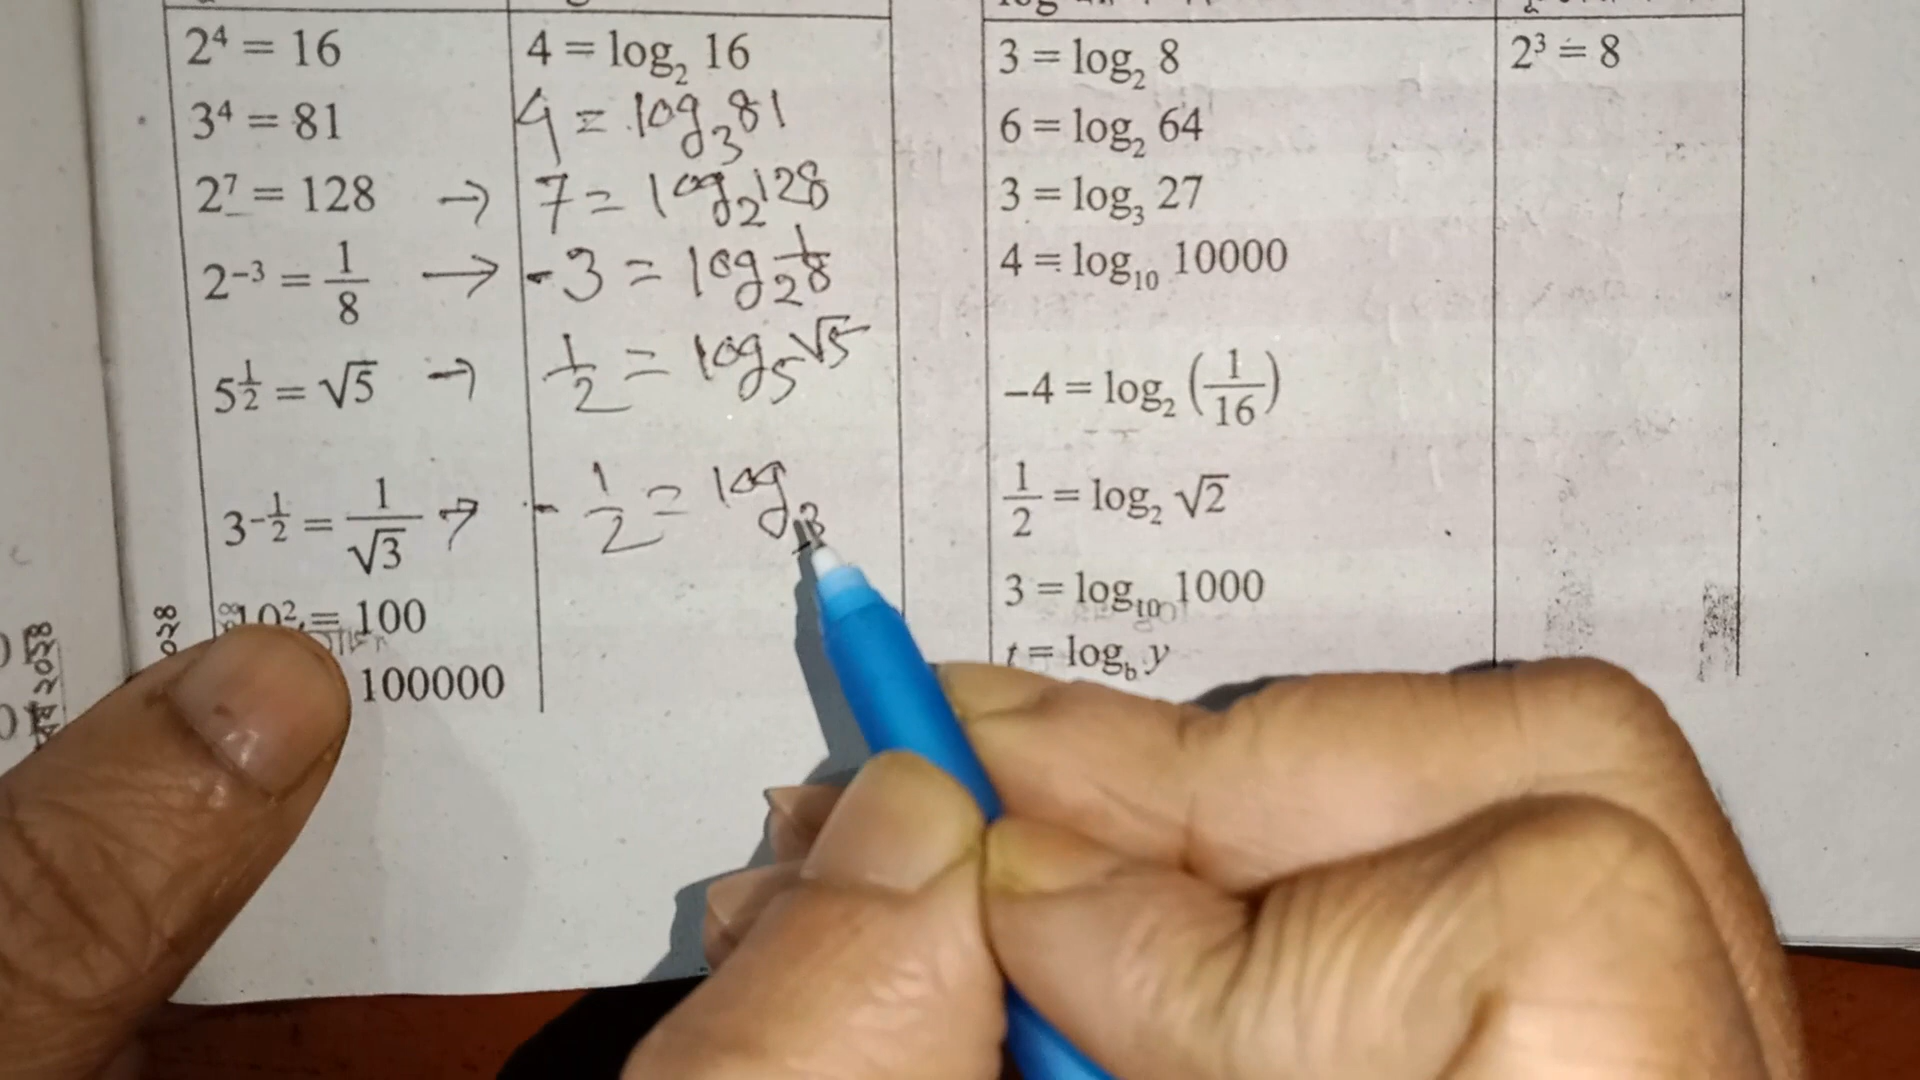 2⁴ = 16
4 = log₂ 16
3⁴ = 81
4 = log₃ 81
2⁷ = 128 →
7 = log₂ 128
2⁻³ = 1/8 →
-3 = log₂ 1/8
5^1/2 = √5 →
1/2 = log₅ √5
3^-1/2 = 1/√3 →
-1/2 = log₃
10² = 100
100000
3 = log₂ 8
2³ = 8
6 = log₂ 64
3 = log₃ 27
4 = log₁₀ 10000
–4 = log₂ (1/16)
1/2 = log₂ √2
3 = log₁₀ 1000
t = log_b y
२०२8
२०२8